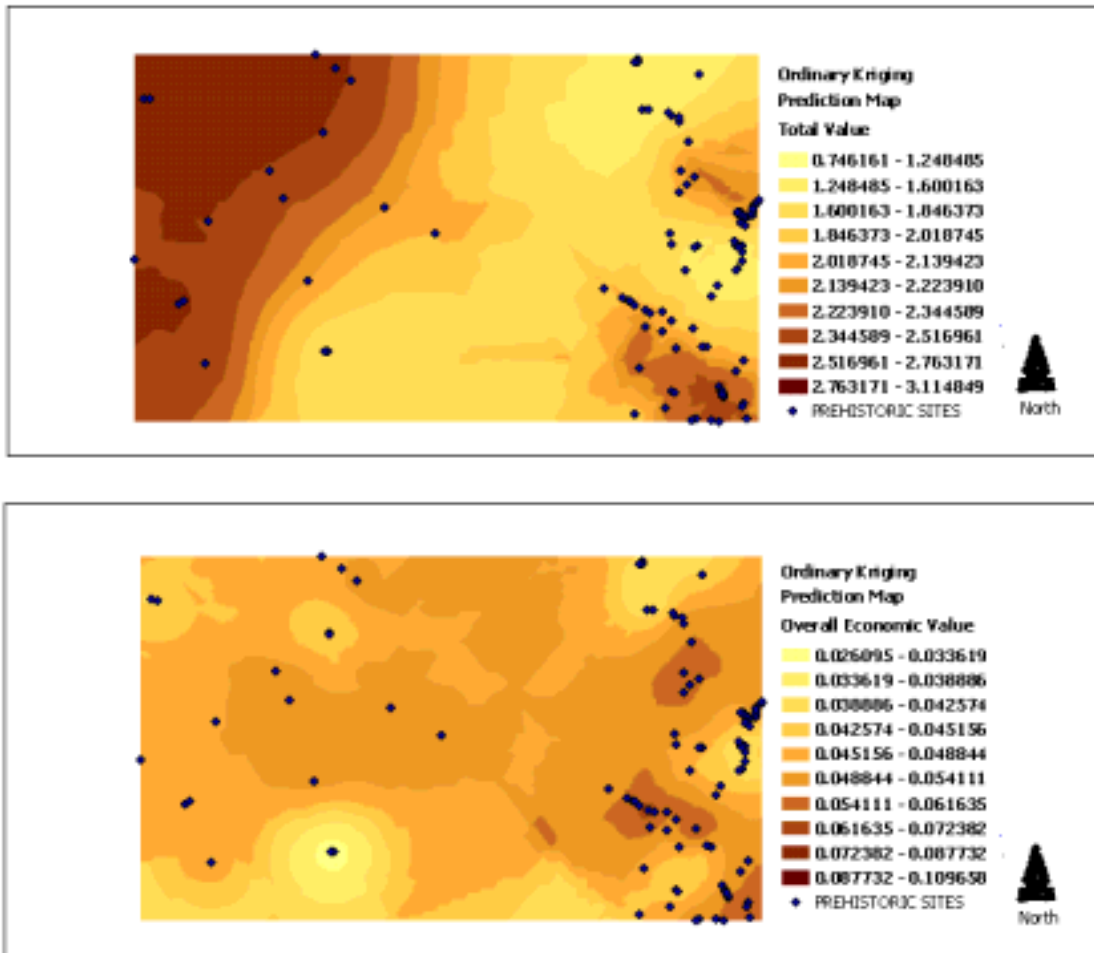 Ordinary Kriging
Prediction Map
Total Value
0.746161 - 1.248485
1.248485 - 1.600163
1.600163 - 1.846373
1.846373 - 2.018745
2.018745 - 2.139423
2.139423 - 2.223910
2.223910 - 2.344589
2.344589 - 2.516961
2.516961 - 2.763171
2.763171 - 3.114849
PREHISTORIC SITES
North
Ordinary Kriging
Prediction Map
Overall Economic Value
0.026095 - 0.033619
0.033619 - 0.038886
0.038886 - 0.042574
0.042574 - 0.045156
0.045156 - 0.048844
0.048844 - 0.054111
0.054111 - 0.061635
0.061635 - 0.072382
0.072382 - 0.087732
0.087732 - 0.109658
PREHISTORIC SITES
North